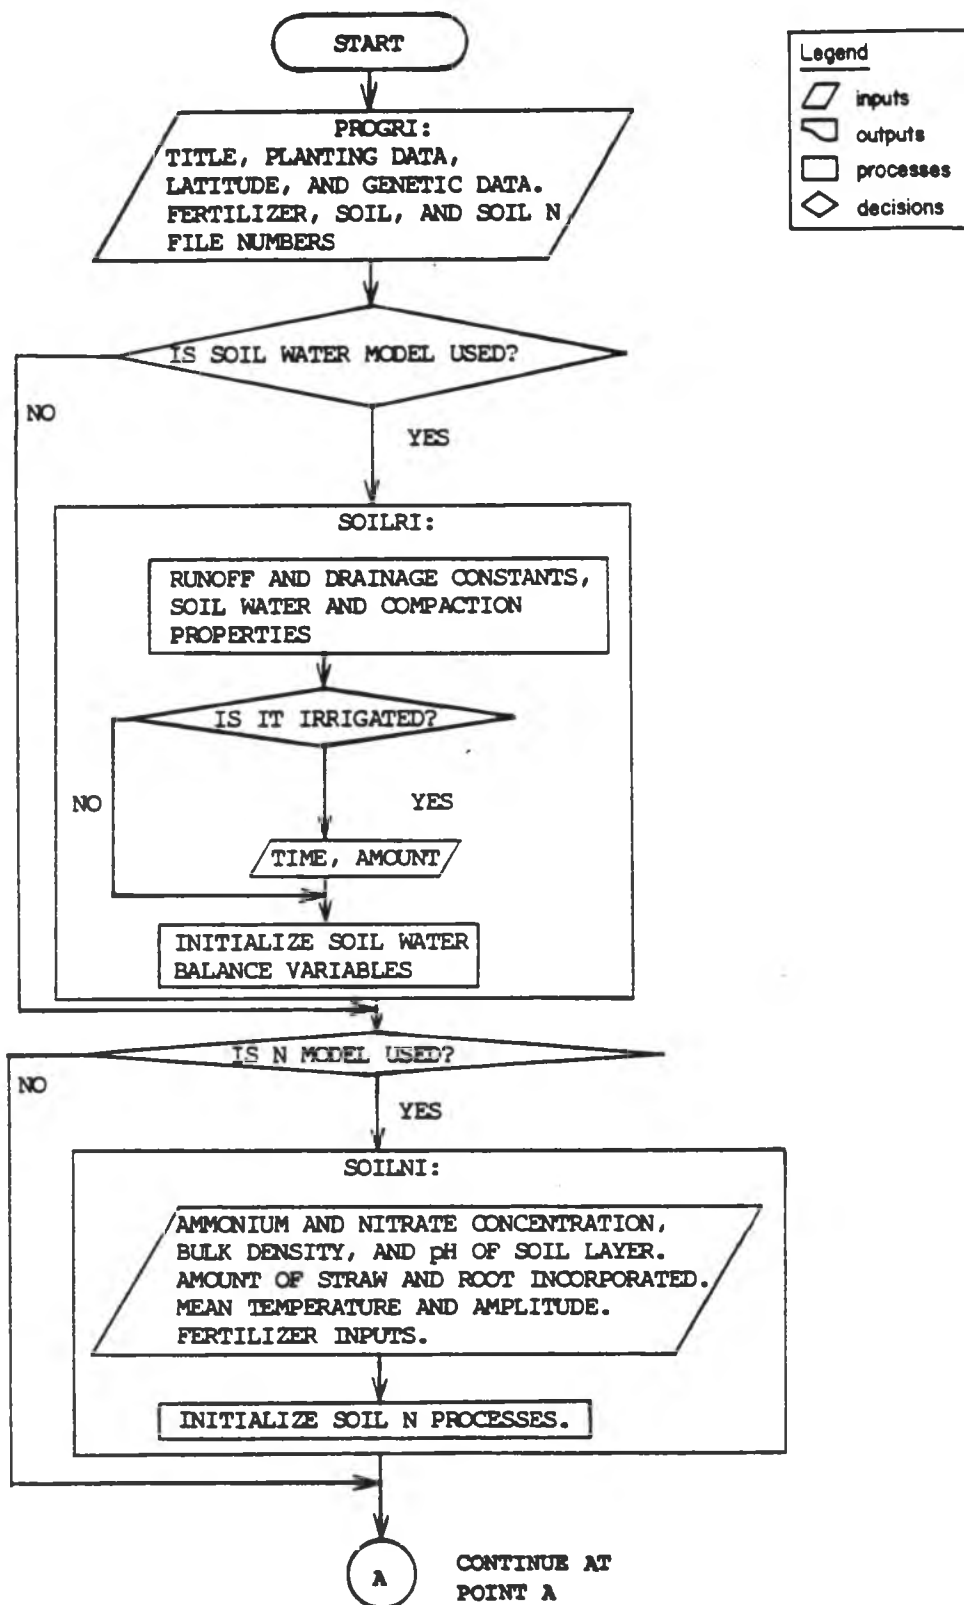 START
Legend
inputs
outputs
processes
decisions
PROGRI:
TITLE, PLANTING DATA,
LATITUDE, AND GENETIC DATA.
FERTILIZER, SOIL, AND SOIL N
FILE NUMBERS
IS SOIL WATER MODEL USED?
NO
YES
SOILRI:
RUNOFF AND DRAINAGE CONSTANTS,
SOIL WATER AND COMPACTION
PROPERTIES
IS IT IRRIGATED?
NO
YES
TIME, AMOUNT
INITIALIZE SOIL WATER
BALANCE VARIABLES
IS N MODEL USED?
NO
YES
SOILNI:
AMMONIUM AND NITRATE CONCENTRATION,
BULK DENSITY, AND pH OF SOIL LAYER.
AMOUNT OF STRAW AND ROOT INCORPORATED.
MEAN TEMPERATURE AND AMPLITUDE.
FERTILIZER INPUTS.
INITIALIZE SOIL N PROCESSES.
A
CONTINUE AT
POINT A